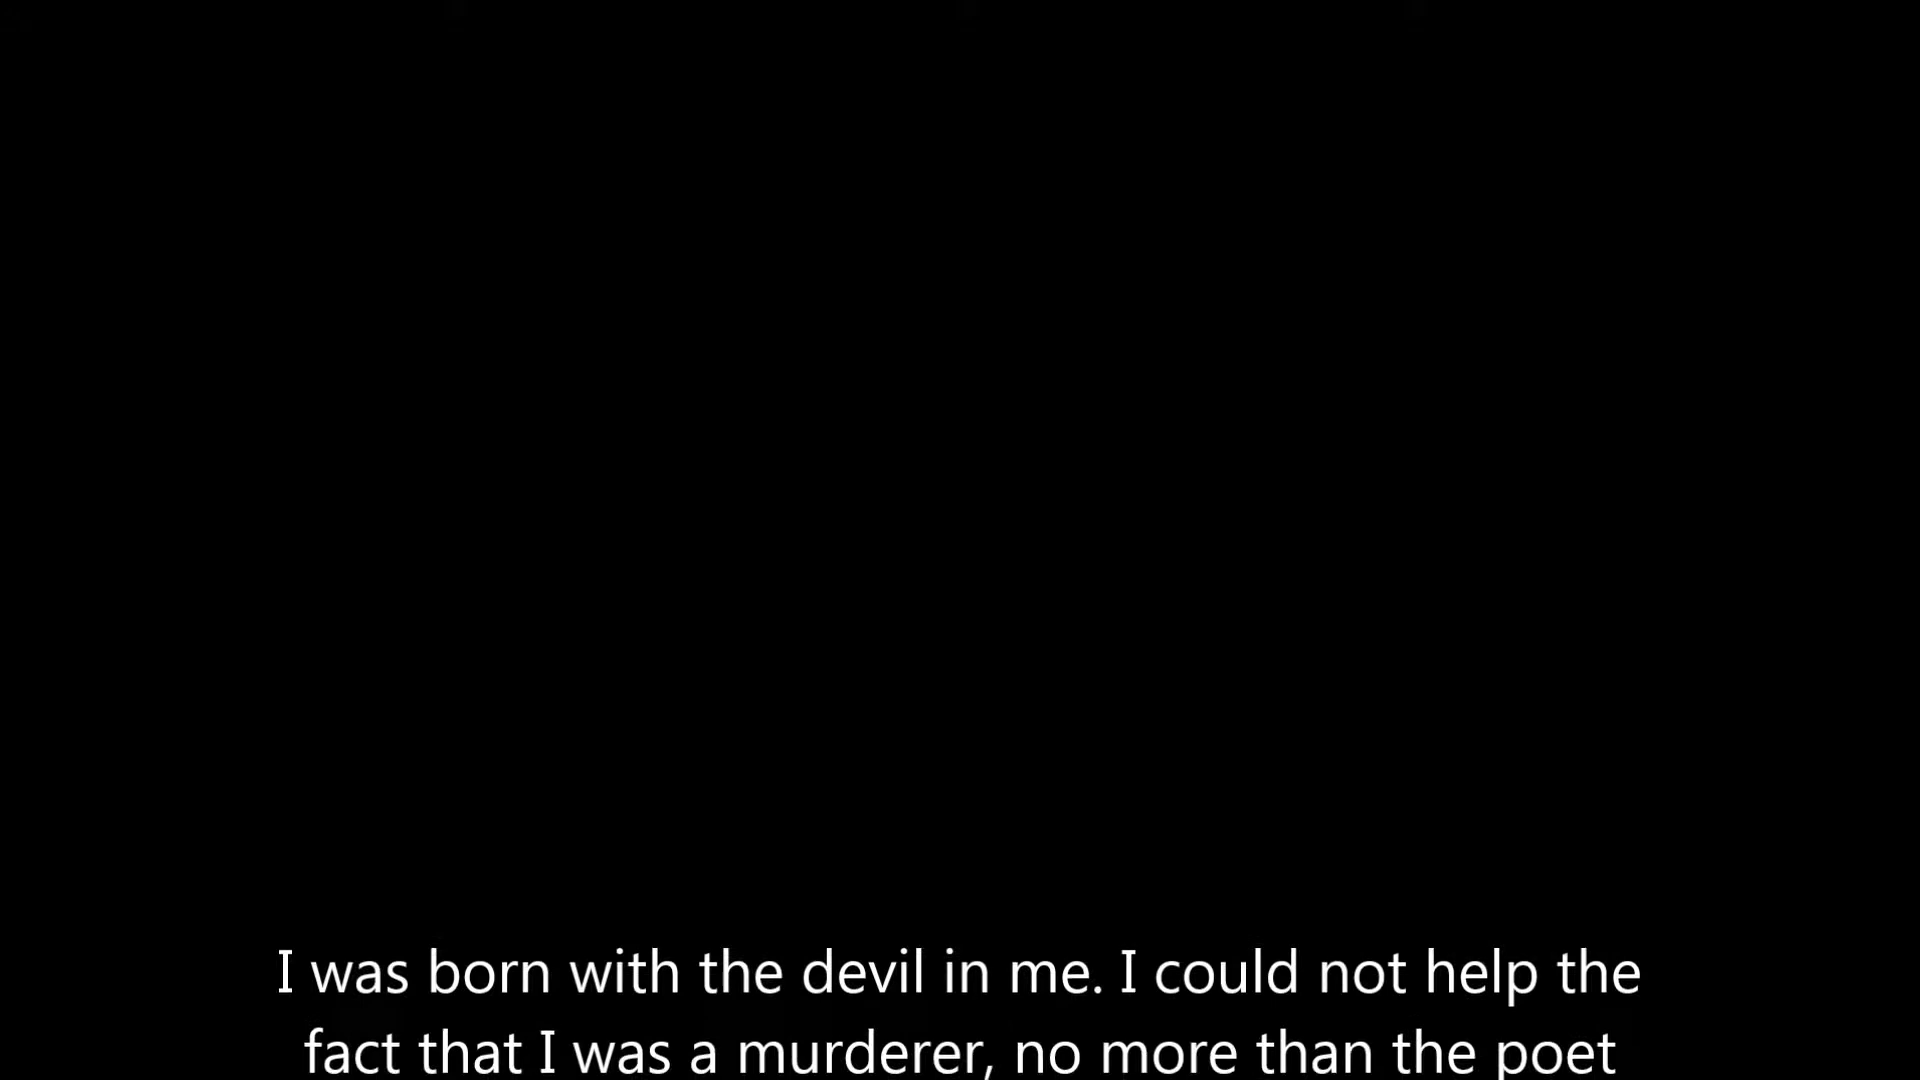 I was born with the devil in me. I could not help the
fact that I was a murderer, no more than the poet